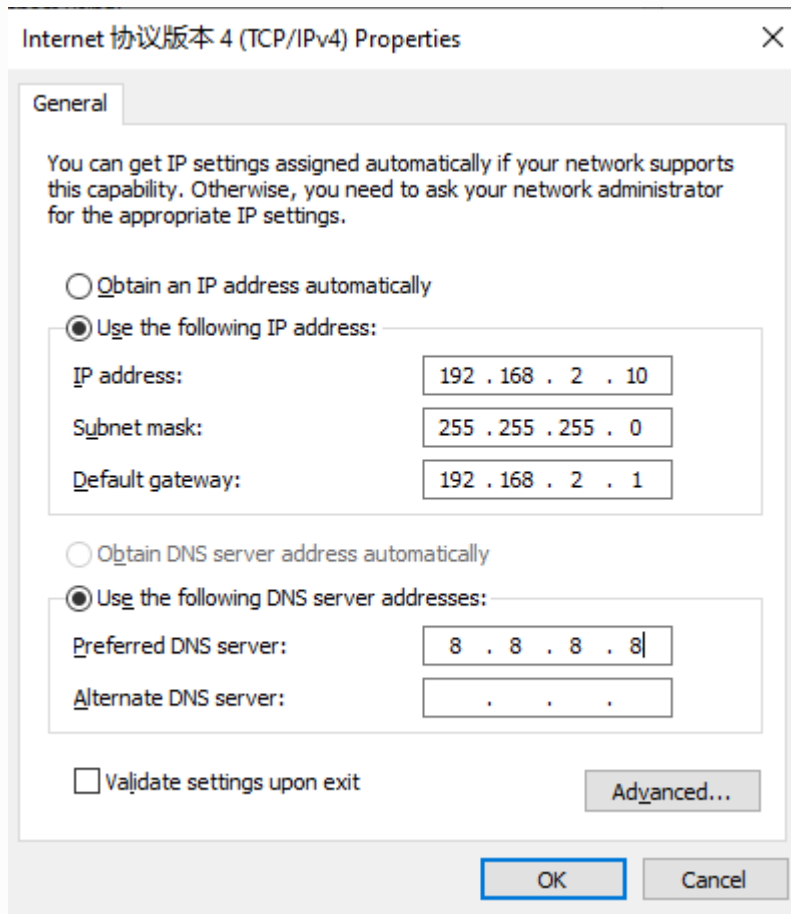 Internet 协议版本 4 (TCP/IPv4) Properties
General
You can get IP settings assigned automatically if your network supports
this capability. Otherwise, you need to ask your network administrator
for the appropriate IP settings.
Obtain an IP address automatically
Use the following IP address:
IP address: 192 . 168 . 2 . 10
Subnet mask: 255 . 255 . 255 . 0
Default gateway: 192 . 168 . 2 . 1
Obtain DNS server address automatically
Use the following DNS server addresses:
Preferred DNS server: 8 . 8 . 8 . 8
Alternate DNS server: . . .
Validate settings upon exit
Advanced...
OK Cancel